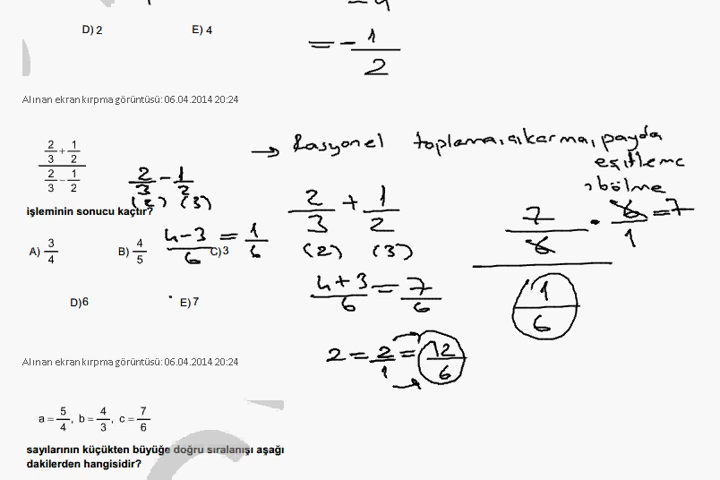 D) 2 E) 4
= -1/2
Alınan ekran kırpma görüntüsü: 06.04.2014 20:24
2/3 + 1/2
2/3 - 1/2
işleminin sonucu kaçtır?
A) 3/4 B) 4/5 C) 3
D) 6 E) 7
2/3 - 1/2
(2) (3)
4-3/6 = 1/6
→ Rasyonel toplama, çıkarma, payda
eşitleme
, bölme
2/3 + 1/2
(2) (3)
4+3/6 = 7/6
2 = 2/1 = 12/6
7/6 · 6/1 = 7
1/6
Alınan ekran kırpma görüntüsü: 06.04.2014 20:24
a = 5/4, b = 4/3, c = 7/6
sayılarının küçükten büyüğe doğru sıralanışı aşağı
dakilerden hangisidir?